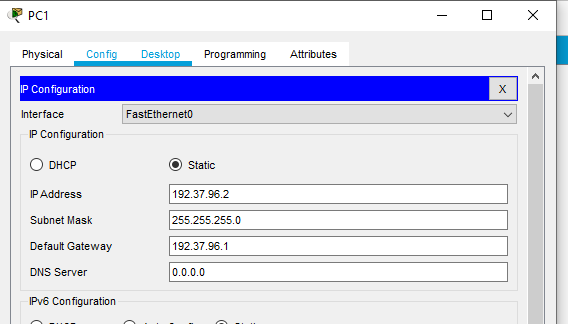 PC1
Physical Config Desktop Programming Attributes
IP Configuration X
Interface FastEthernet0
IP Configuration
DHCP Static
IP Address 192.37.96.2
Subnet Mask 255.255.255.0
Default Gateway 192.37.96.1
DNS Server 0.0.0.0
IPv6 Configuration